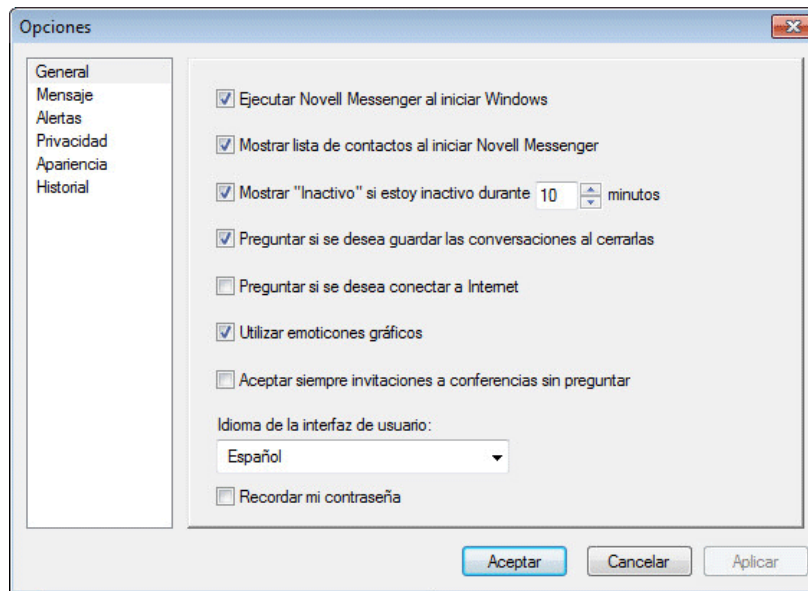 Opciones
General
Mensaje
Alertas
Privacidad
Apariencia
Historial
Ejecutar Novell Messenger al iniciar Windows
Mostrar lista de contactos al iniciar Novell Messenger
Mostrar "Inactivo" si estoy inactivo durante 10 minutos
Preguntar si se desea guardar las conversaciones al cerrarlas
Preguntar si se desea conectar a Internet
Utilizar emoticones gráficos
Aceptar siempre invitaciones a conferencias sin preguntar
Idioma de la interfaz de usuario:
Español
Recordar mi contraseña
Aceptar Cancelar Aplicar